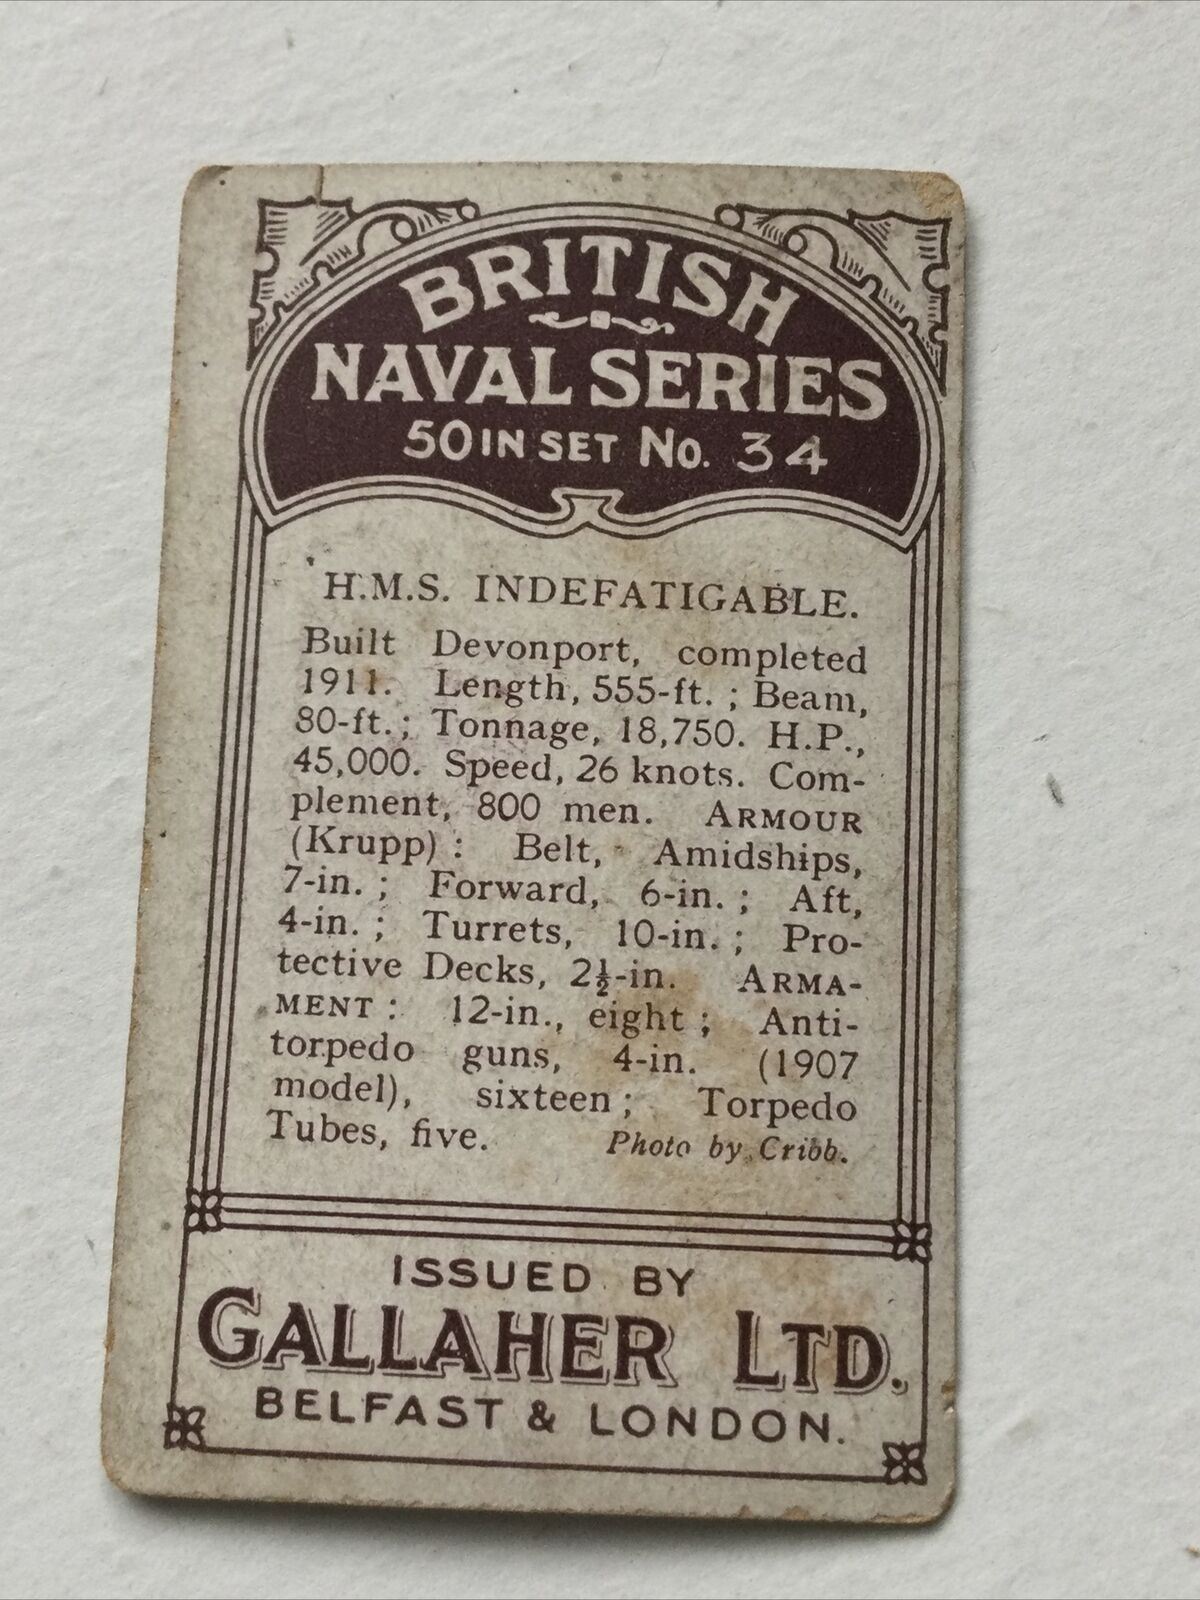 BRITISH
NAVAL SERIES
50 IN SET No. 34
H.M.S. INDEFATIGABLE.
Built Devonport, completed
1911. Length, 555-ft. ; Beam,
80-ft. ; Tonnage, 18,750. H.P.,
45,000. Speed, 26 knots. Com-
plement, 800 men. ARMOUR
(Krupp) : Belt, Amidships,
7-in. ; Forward, 6-in. ; Aft,
4-in. ; Turrets, 10-in. ; Pro-
tective Decks, 2½-in. ARMA-
MENT : 12-in., eight ; Anti-
torpedo guns, 4-in. (1907
model), sixteen ; Torpedo
Tubes, five. Photo by Cribb.
ISSUED BY
GALLAHER LTD.
BELFAST & LONDON.